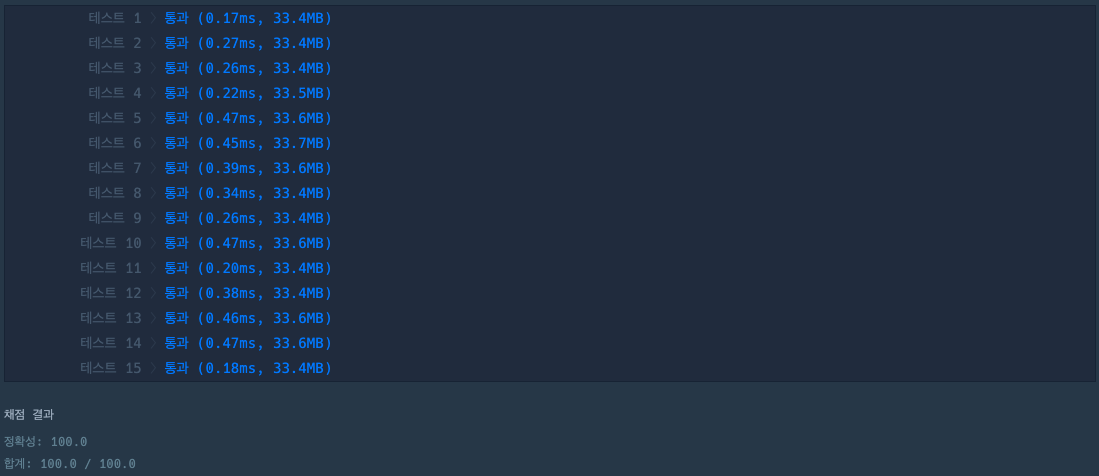 테스트 1 〉 통과 (0.17ms, 33.4MB)
테스트 2 〉 통과 (0.27ms, 33.4MB)
테스트 3 〉 통과 (0.26ms, 33.4MB)
테스트 4 〉 통과 (0.22ms, 33.5MB)
테스트 5 〉 통과 (0.47ms, 33.6MB)
테스트 6 〉 통과 (0.45ms, 33.7MB)
테스트 7 〉 통과 (0.39ms, 33.6MB)
테스트 8 〉 통과 (0.34ms, 33.4MB)
테스트 9 〉 통과 (0.26ms, 33.4MB)
테스트 10 〉 통과 (0.47ms, 33.6MB)
테스트 11 〉 통과 (0.20ms, 33.4MB)
테스트 12 〉 통과 (0.38ms, 33.4MB)
테스트 13 〉 통과 (0.46ms, 33.6MB)
테스트 14 〉 통과 (0.47ms, 33.6MB)
테스트 15 〉 통과 (0.18ms, 33.4MB)
채점 결과
정확성: 100.0
합계: 100.0 / 100.0